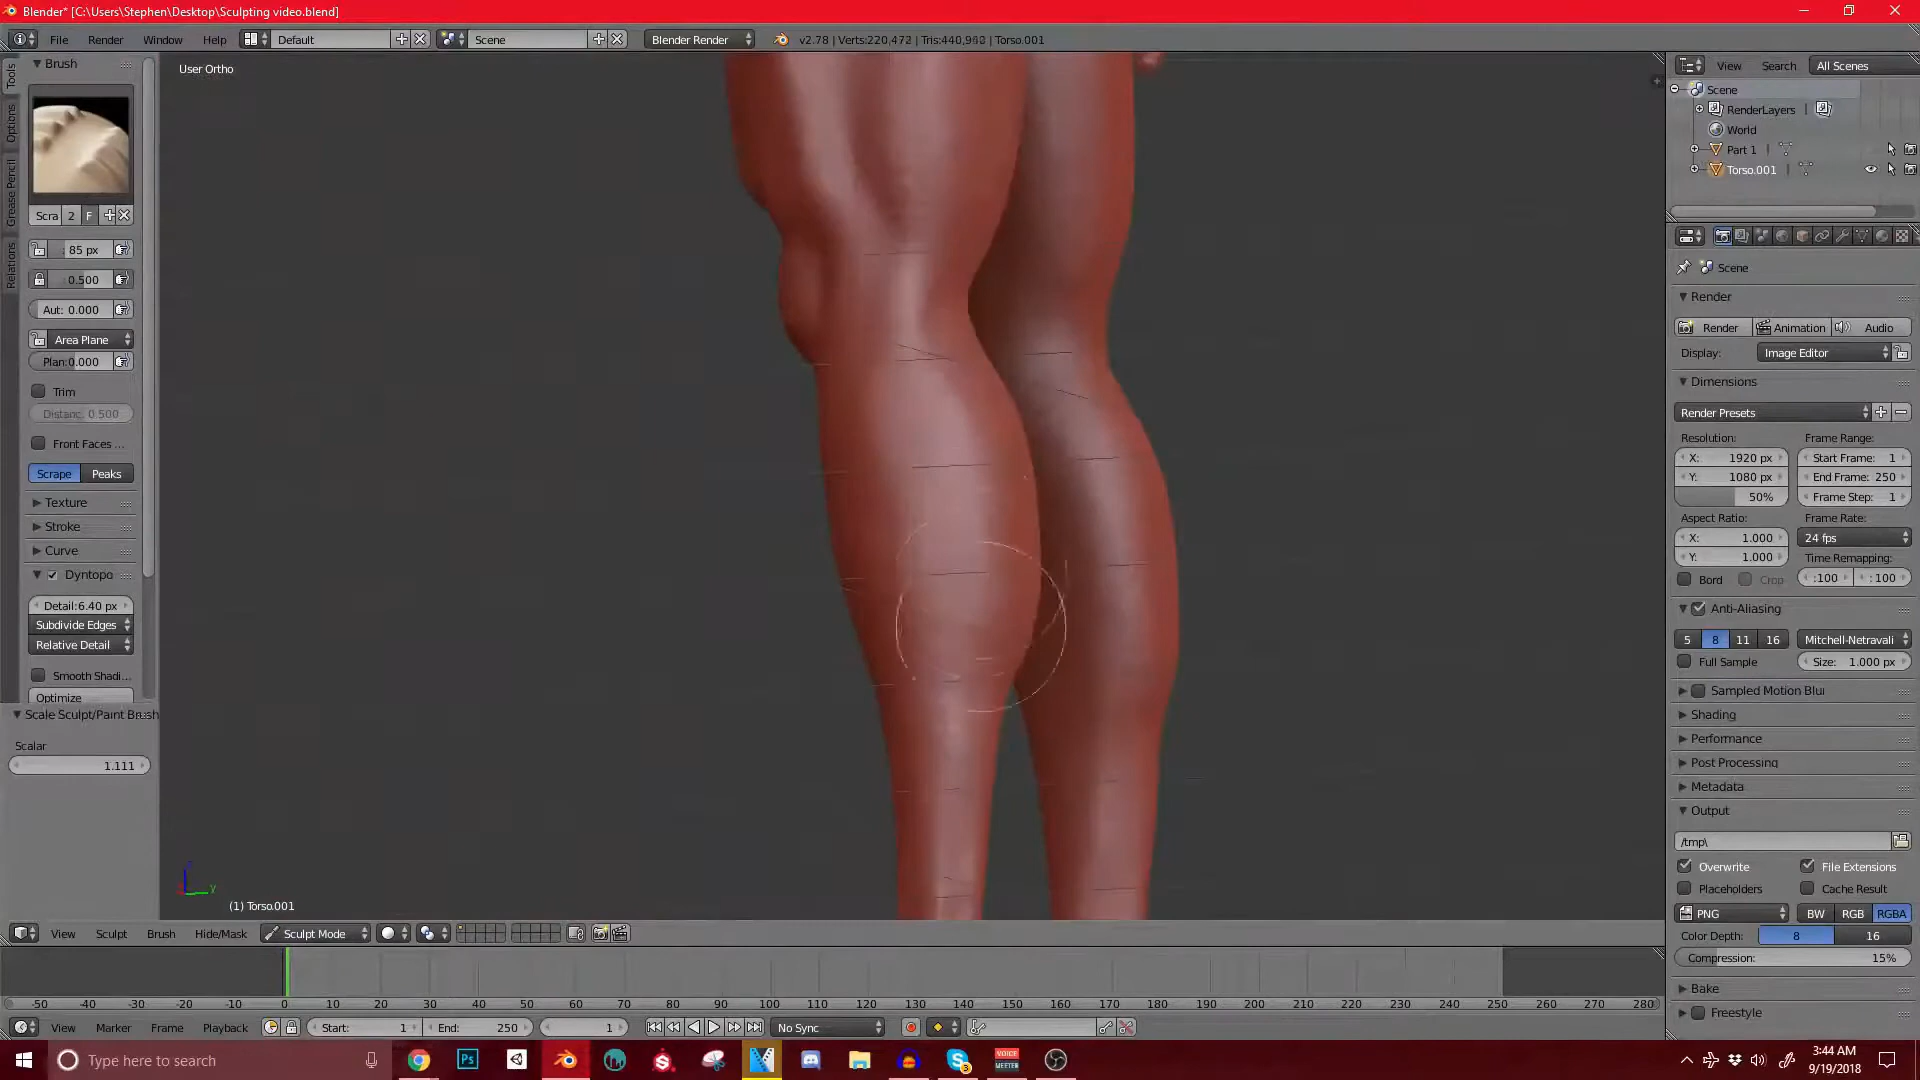 Blender* [C:\Users\Stephen\Desktop\Sculpting video.blend]
File Render Window Help Default Scene Blender Render v2.78 | Verts:220,472 | Tris:440,940 | Torso.001
Tools
Options
Grease Pencil
Relations
Brush
Scra 2 F
85 px
0.500
Aut: 0.000
Area Plane
Plan:0.000
Trim
Distanc: 0.500
Front Faces ...
Scrape Peaks
Texture
Stroke
Curve
Dyntopo
Detail:6.40 px
Subdivide Edges
Relative Detail
Smooth Shadi...
Optimize
Scale Sculpt/Paint Brush
Scalar
1.111
User Ortho
z
y
(1) Torso.001
View Sculpt Brush Hide/Mask Sculpt Mode
-50 -40 -30 -20 -10 0 10 20 30 40 50 60 70 80 90 100 110 120 130 140 150 160 170 180 190 200 210 220 230 240 250 260 270 280
View Marker Frame Playback Start: 1 End: 250 1 No Sync
View Search All Scenes
Scene
RenderLayers
World
Part 1
Torso.001
Scene
Render
Render Animation Audio
Display: Image Editor
Dimensions
Render Presets
Resolution: Frame Range:
X: 1920 px Start Frame: 1
Y: 1080 px End Frame: 250
50% Frame Step: 1
Aspect Ratio: Frame Rate:
X: 1.000 24 fps
Y: 1.000 Time Remapping:
Bord Crop :100 : 100
Anti-Aliasing
5 8 11 16 Mitchell-Netravali
Full Sample Size: 1.000 px
Sampled Motion Blur
Shading
Performance
Post Processing
Metadata
Output
/tmp\
Overwrite File Extensions
Placeholders Cache Result
PNG BW RGB RGBA
Color Depth: 8 16
Compression: 15%
Bake
Freestyle
Type here to search
Ps
VOICE
MEETER
3
3:44 AM
9/19/2018